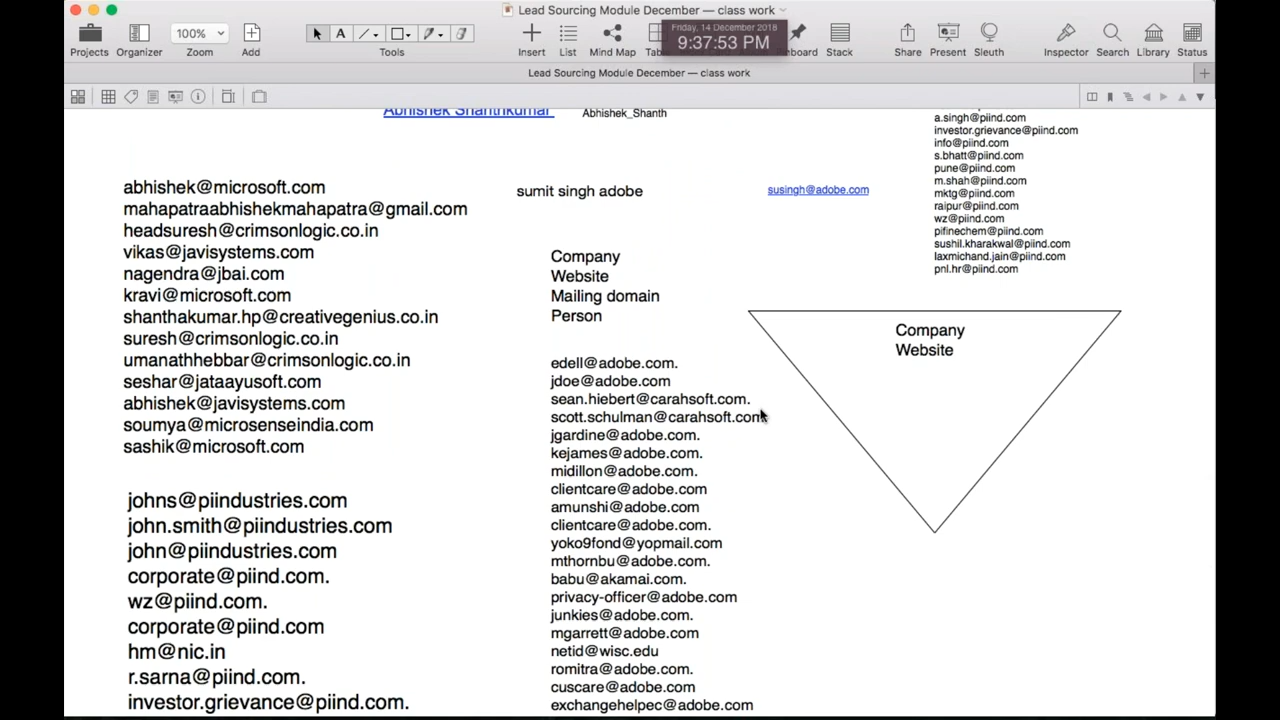 Lead Sourcing Module December — class work
Projects
Organizer
100%
Zoom
Add
A
Tools
Insert
List
Mind Map
Stack
Share
Present
Sleuth
Inspector
Search
Library
Status
Friday, 14 December 2018
9:37:53 PM
Lead Sourcing Module December — class work
Abhishek Shanthkumar
Abhishek_Shanth
abhishek@microsoft.com
mahapatraabhishekmahapatra@gmail.com
headsuresh@crimsonlogic.co.in
vikas@javisystems.com
nagendra@jbai.com
kravi@microsoft.com
shanthakumar.hp@creativegenius.co.in
suresh@crimsonlogic.co.in
umanathhebbar@crimsonlogic.co.in
seshar@jataayusoft.com
abhishek@javisystems.com
soumya@microsenseindia.com
sashik@microsoft.com
johns@piindustries.com
john.smith@piindustries.com
john@piindustries.com
corporate@piind.com.
wz@piind.com.
corporate@piind.com
hm@nic.in
r.sarna@piind.com.
investor.grievance@piind.com.
sumit singh adobe
susingh@adobe.com
Company
Website
Mailing domain
Person
edell@adobe.com.
jdoe@adobe.com
sean.hiebert@carahsoft.com.
scott.schulman@carahsoft.com
jgardine@adobe.com.
kejames@adobe.com.
midillon@adobe.com.
clientcare@adobe.com
amunshi@adobe.com
clientcare@adobe.com.
yoko9fond@yopmail.com
mthornbu@adobe.com.
babu@akamai.com.
privacy-officer@adobe.com
junkies@adobe.com.
mgarrett@adobe.com
netid@wisc.edu
romitra@adobe.com.
cuscare@adobe.com
exchangehelpec@adobe.com
a.singh@piind.com
investor.grievance@piind.com
info@piind.com
s.bhatt@piind.com
pune@piind.com
m.shah@piind.com
mktg@piind.com
raipur@piind.com
wz@piind.com
pifinechem@piind.com
sushil.kharakwal@piind.com
laxmichand.jain@piind.com
pnl.hr@piind.com
Company
Website